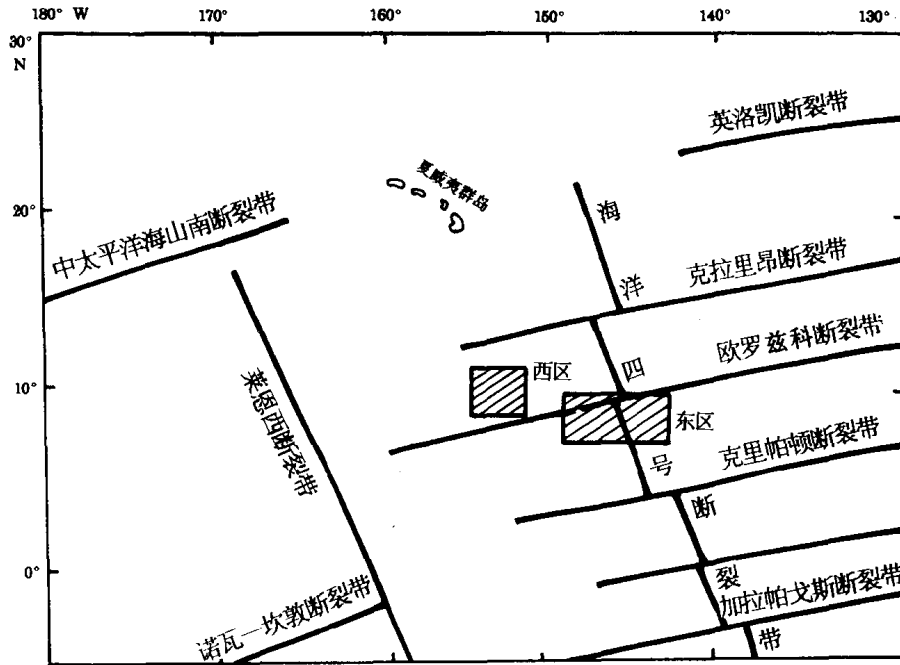 180° W 170° 160° 150° 140° 130°
30°
N
英洛凯断裂带
夏威夷群岛
20°
中太平洋海山南断裂带
克拉里昂断裂带
欧罗兹科断裂带
10°
西区
东区
莱恩西断裂带
克里帕顿断裂带
海洋四号断裂带
0°
加拉帕戈斯断裂带
诺瓦一坎敦断裂带